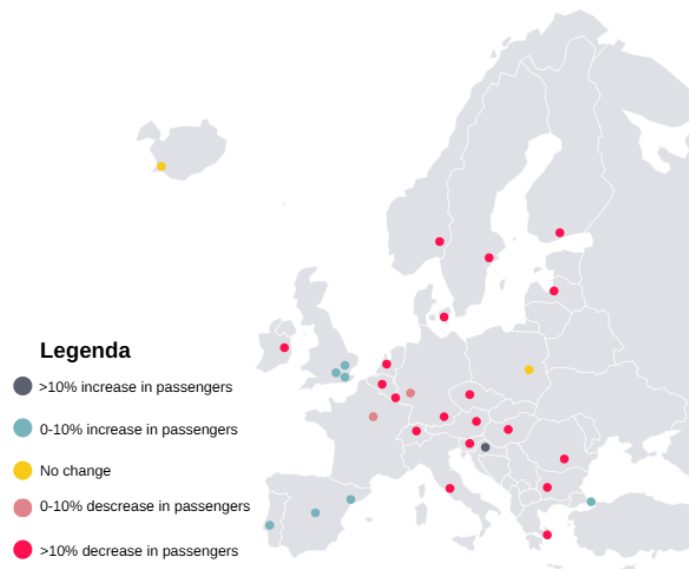 Legenda
>10% increase in passengers
0-10% increase in passengers
No change
0-10% descrease in passengers
>10% decrease in passengers